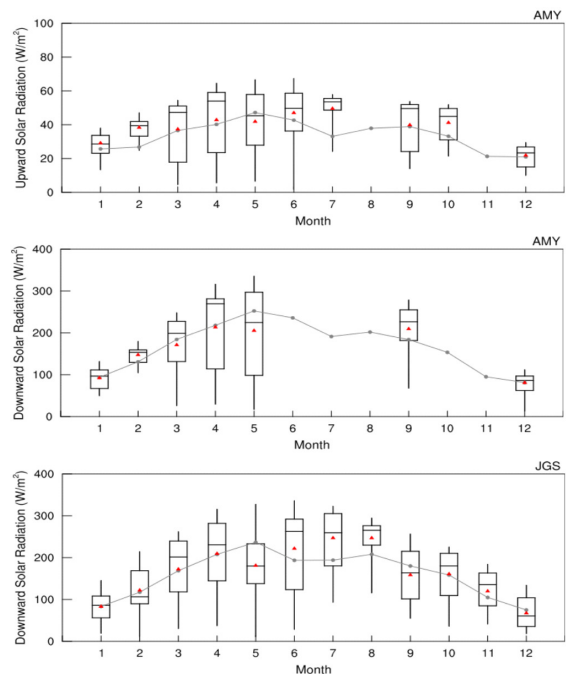 AMY
Upward Solar Radiation (W/m²)
100
80
60
40
20
0
1 2 3 4 5 6 7 8 9 10 11 12
Month
AMY
Downward Solar Radiation (W/m²)
400
300
200
100
0
1 2 3 4 5 6 7 8 9 10 11 12
Month
JGS
Downward Solar Radiation (W/m²)
400
300
200
100
0
1 2 3 4 5 6 7 8 9 10 11 12
Month